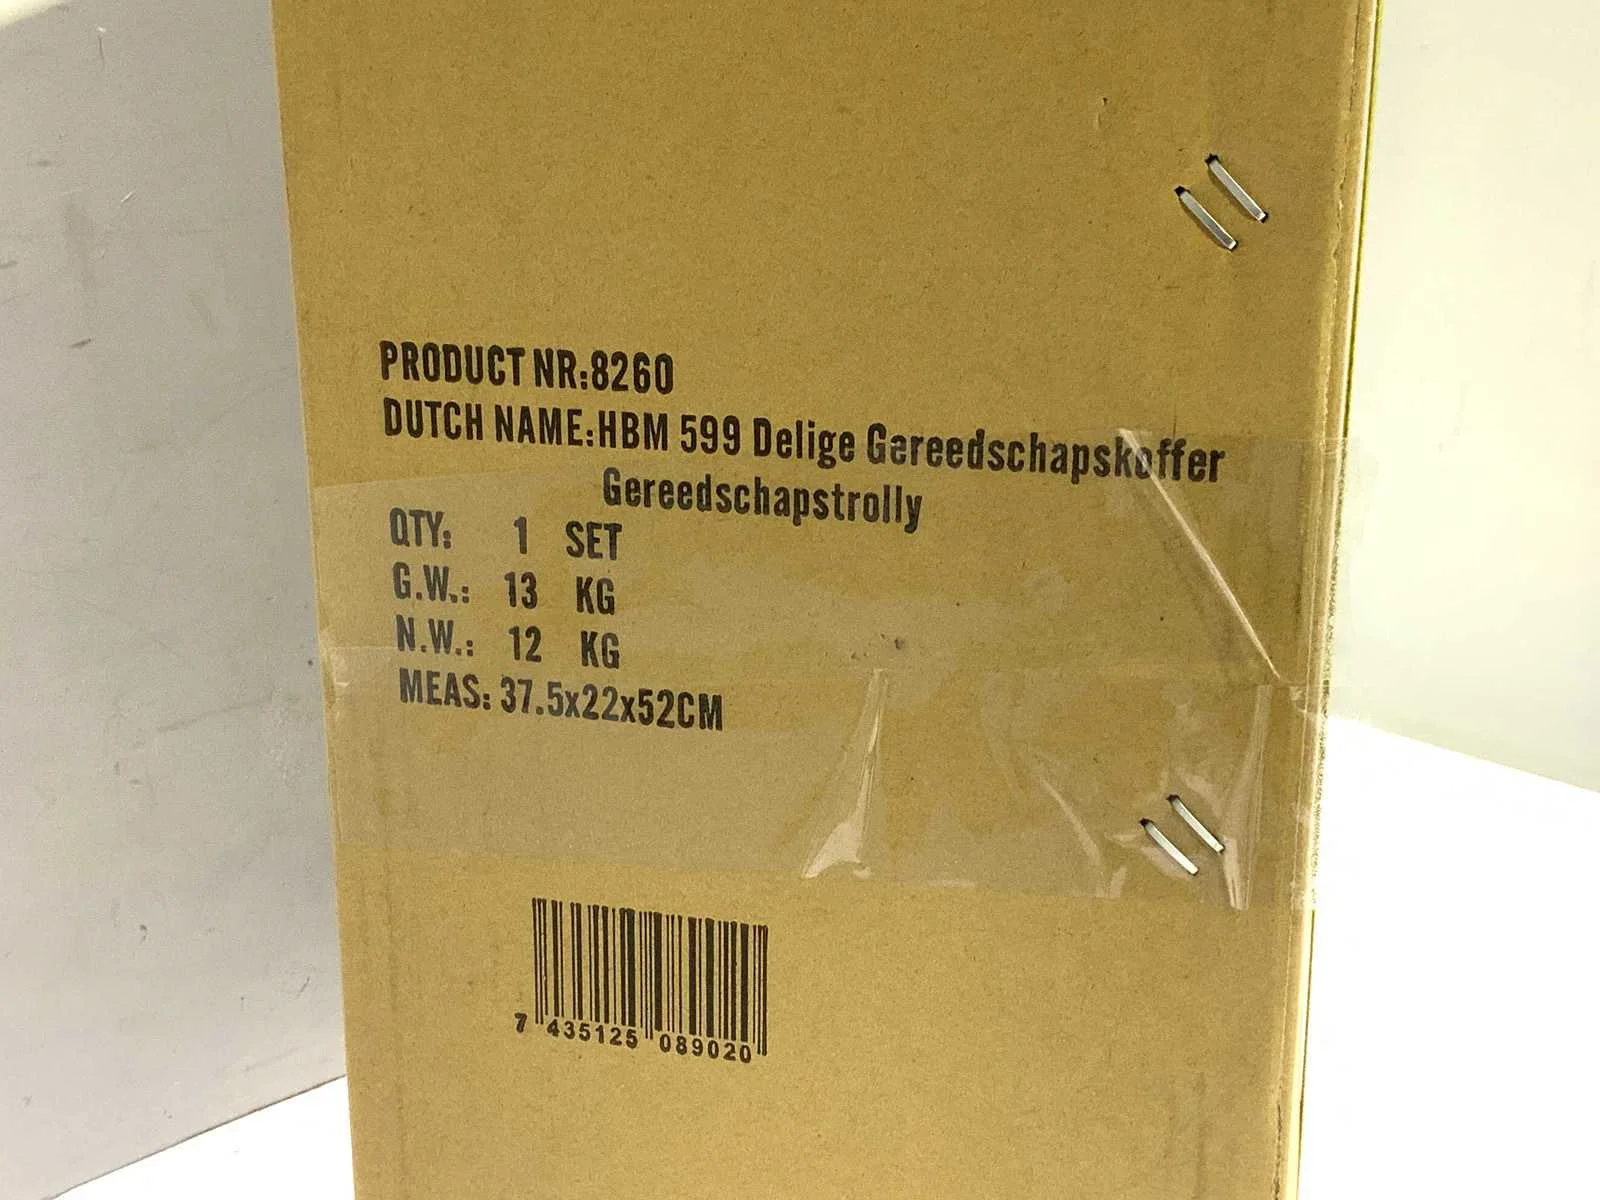 PRODUCT NR:8260
DUTCH NAME:HBM 599 Delige Gereedschapskoffer
Gereedschapstrolly
QTY: 1 SET
G.W.: 13 KG
N.W.: 12 KG
MEAS: 37.5x22x52CM
7 435125 089020